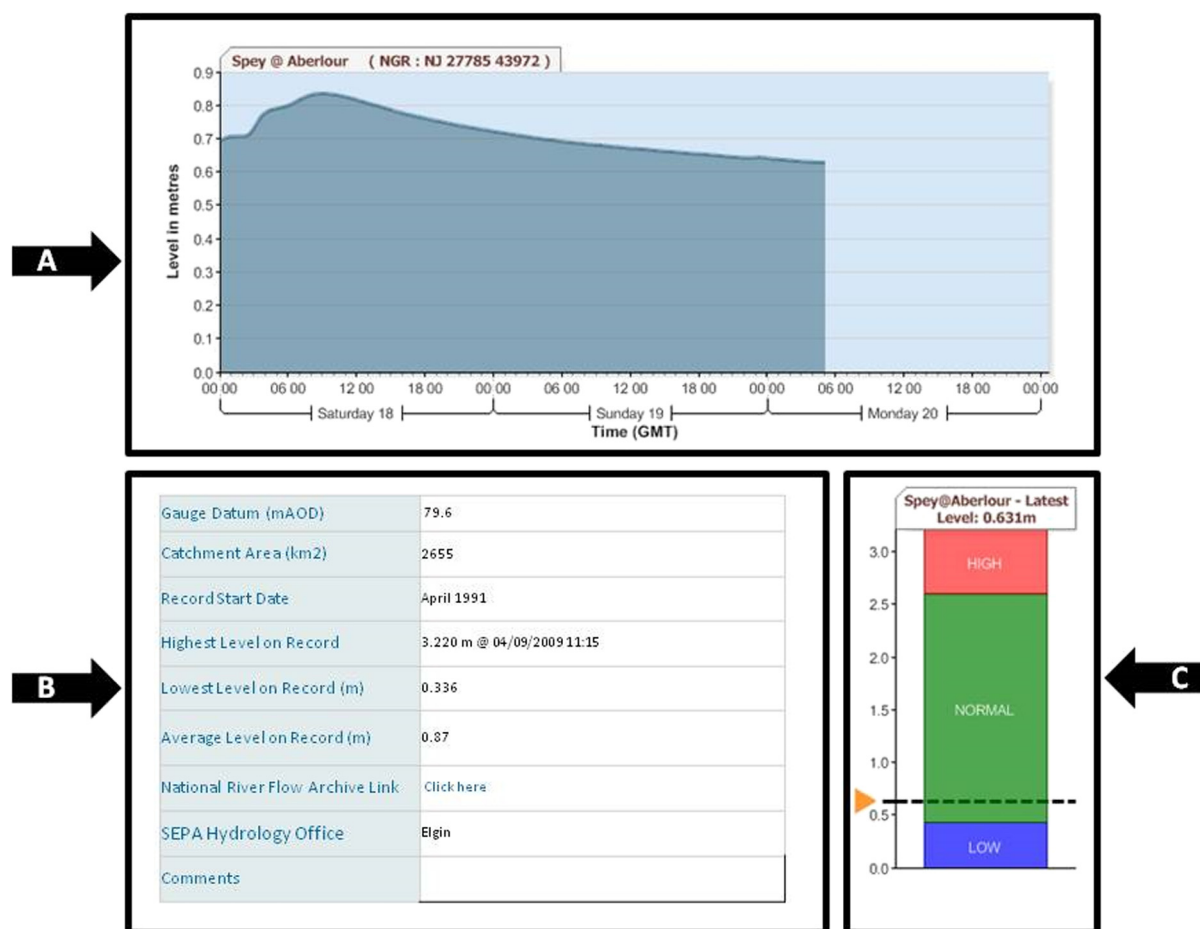 Spey @ Aberlour ( NGR : NJ 27785 43972 )
0.9
0.8
0.7
0.6
0.5
0.4
0.3
0.2
0.1
0.0
Level in metres
00 00 06 00 12 00 18 00 00:00 06 00 12 00 18 00 00 00 06 00 12 00 18 00 00:00
Saturday 18 Sunday 19 Monday 20
Time (GMT)
A
Gauge Datum (mAOD) 79.6
Catchment Area (km2) 2655
Record Start Date April 1991
Highest Level on Record 3.220 m @ 04/09/2009 11:15
Lowest Level on Record (m) 0.336
Average Level on Record (m) 0.87
National River Flow Archive Link Click here
SEPA Hydrology Office Elgin
Comments
B
Spey@Aberlour - Latest
Level: 0.631m
3.0
HIGH
2.5
2.0
NORMAL
1.5
1.0
0.5
LOW
0.0
C